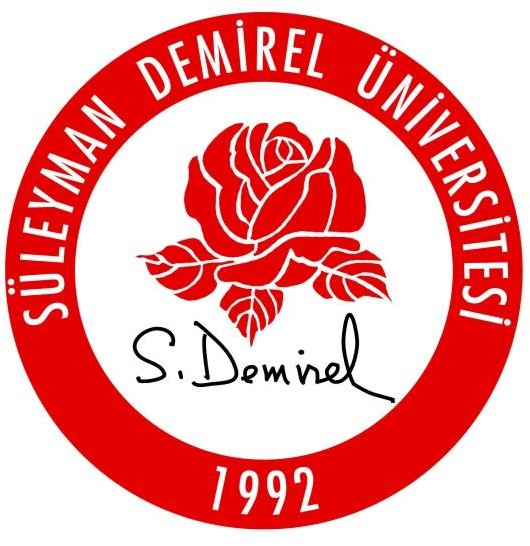 SÜLEYMAN DEMİREL ÜNİVERSİTESİ
S. Demirel
1992